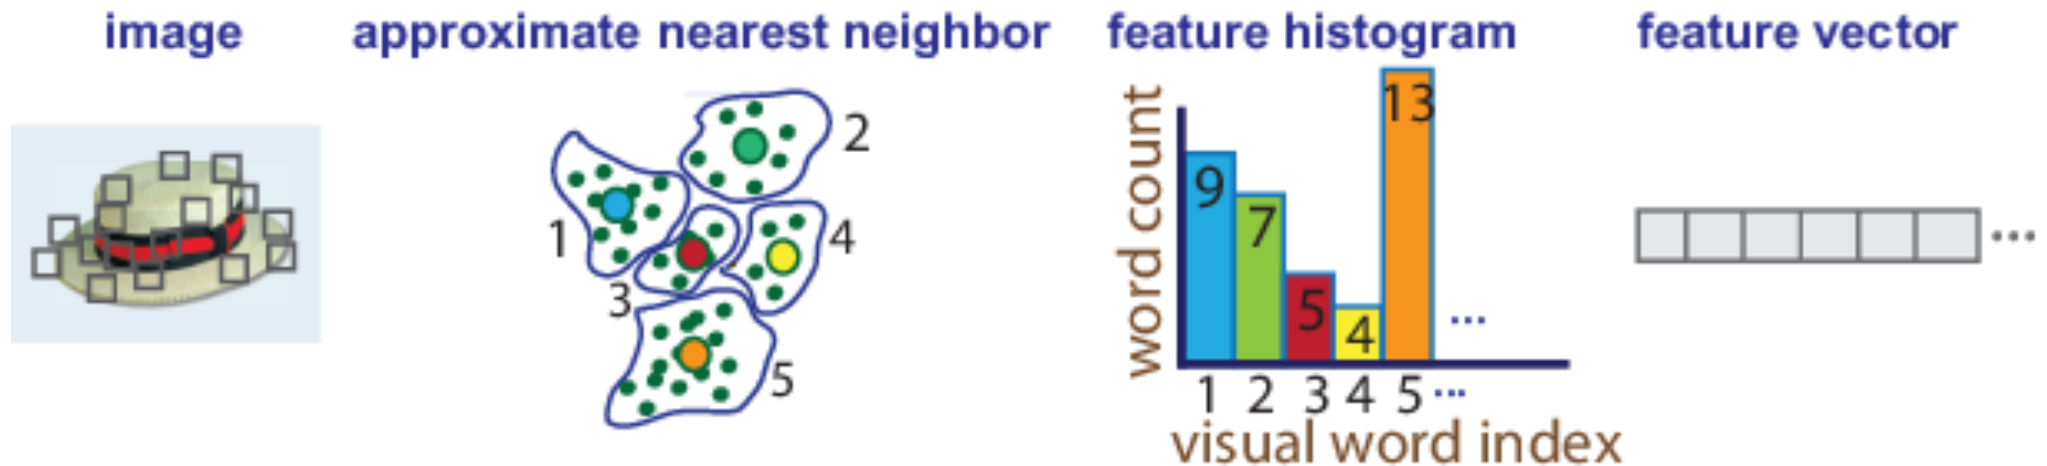 image
approximate nearest neighbor
feature histogram
feature vector
1
2
3
4
5
word count
9
7
5
4
13
...
1 2 3 4 5 ...
visual word index
...